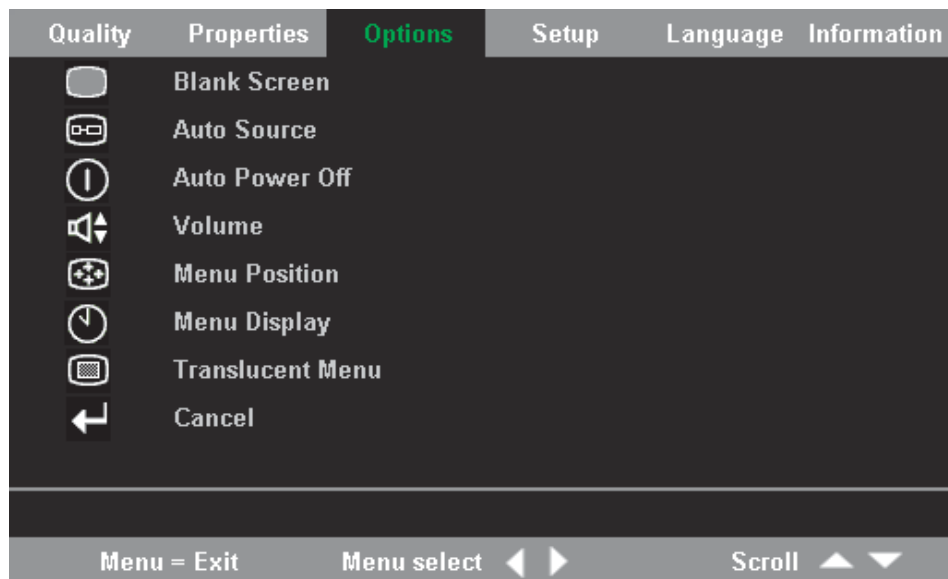 Quality Properties Options Setup Language Information
Blank Screen
Auto Source
Auto Power Off
Volume
Menu Position
Menu Display
Translucent Menu
Cancel
Menu = Exit Menu select Scroll